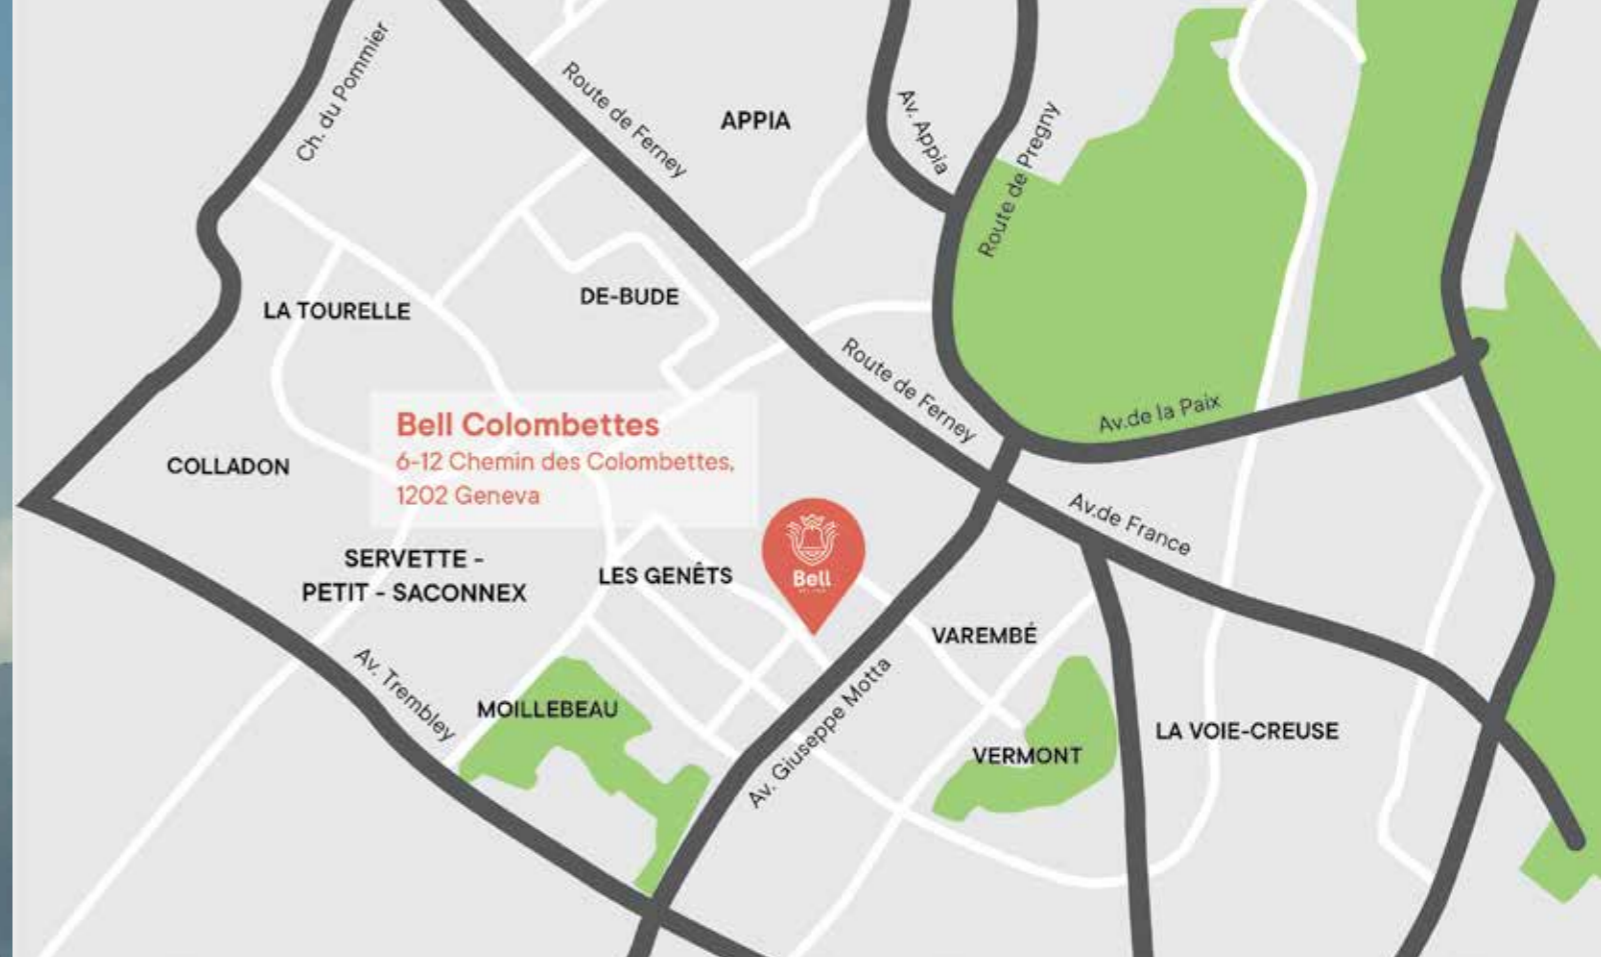 Ch. du Pommier
Route de Ferney
APPIA
Av. Appia
Route de Pregny
LA TOURELLE
DE-BUDE
Route de Ferney
Av.de la Paix
Bell Colombettes
6-12 Chemin des Colombettes,
1202 Geneva
COLLADON
Av.de France
SERVETTE -
PETIT - SACONNEX
LES GENÊTS
Bell
VAREMBÉ
Av. Trembley
MOILLEBEAU
Av. Giuseppe Motta
VERMONT
LA VOIE-CREUSE